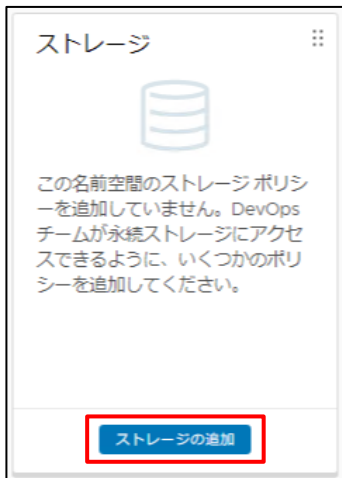 ストレージ
この名前空間のストレージ ポリシ
ーを追加していません。DevOps
チームが永続ストレージにアクセ
スできるように、いくつかのポリ
シーを追加してください。
ストレージの追加